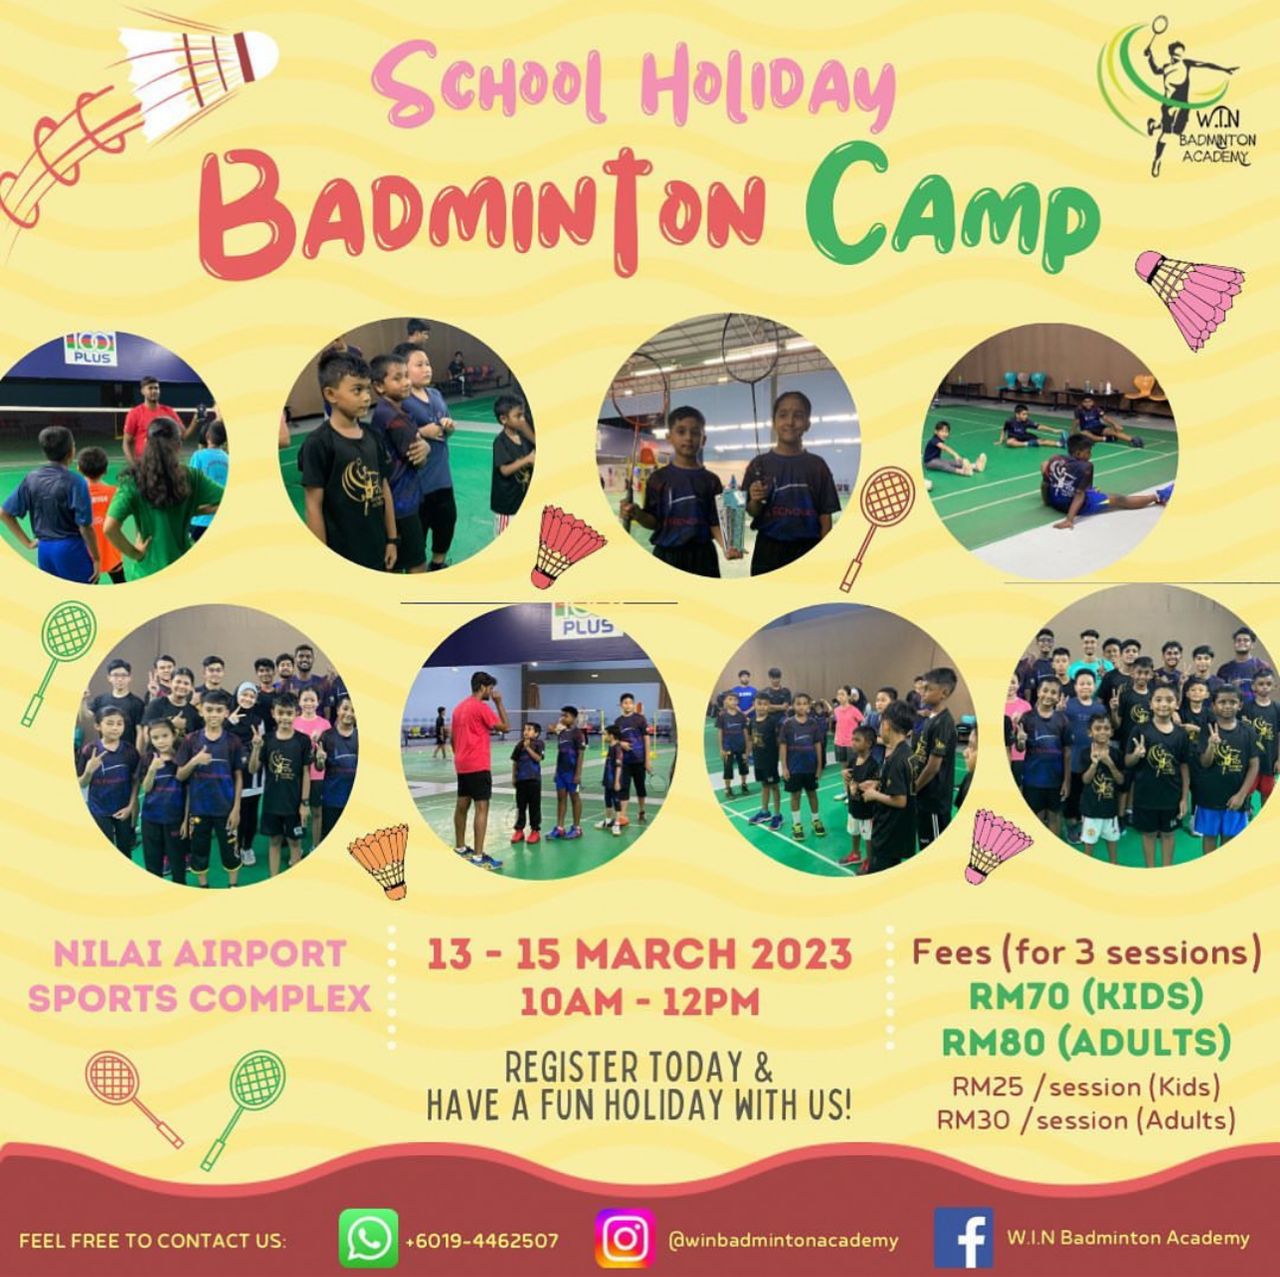 SCHOOL HOLIDAY
BADMINTON CAMP
W.I.N
BADMINTON
ACADEMY
100
PLUS
PLUS
NILAI AIRPORT
SPORTS COMPLEX
13 - 15 MARCH 2023
10AM - 12PM
REGISTER TODAY &
HAVE A FUN HOLIDAY WITH US!
Fees (for 3 sessions)
RM70 (KIDS)
RM80 (ADULTS)
RM25 /session (Kids)
RM30 /session (Adults)
FEEL FREE TO CONTACT US:
+6019-4462507
@winbadmintonacademy
W.I.N Badminton Academy